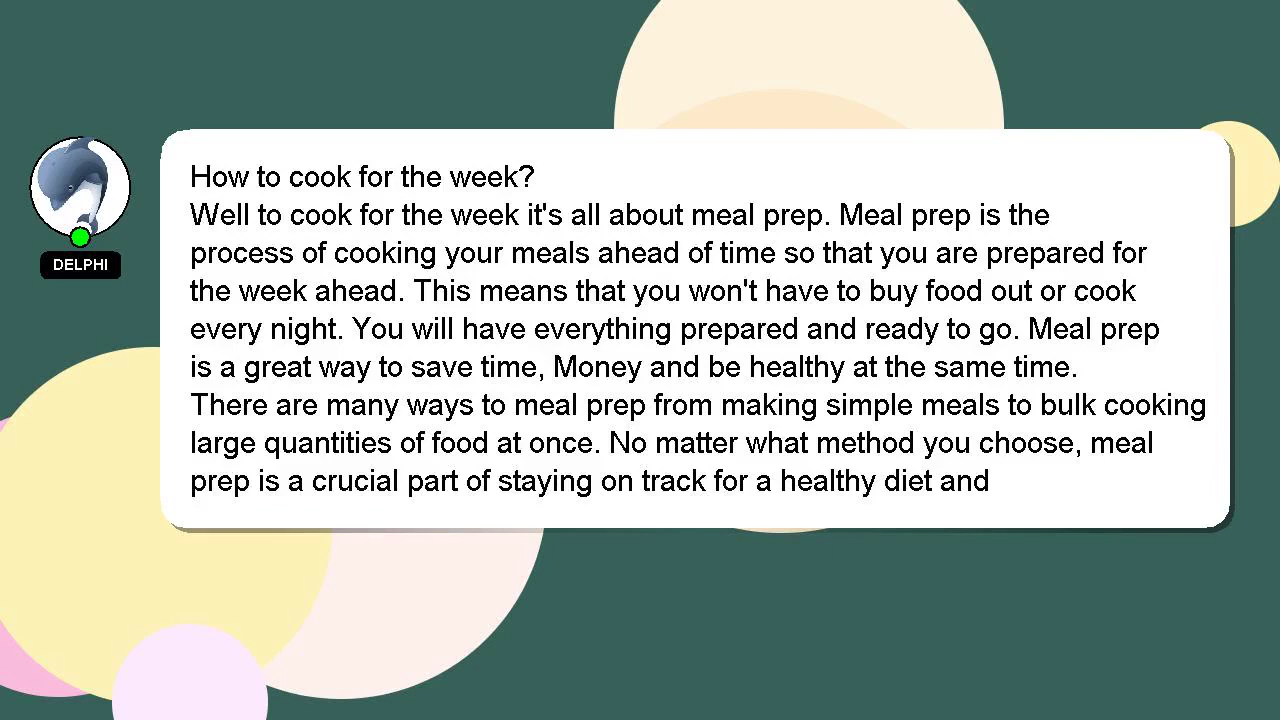 DELPHI
How to cook for the week?
Well to cook for the week it's all about meal prep. Meal prep is the
process of cooking your meals ahead of time so that you are prepared for
the week ahead. This means that you won't have to buy food out or cook
every night. You will have everything prepared and ready to go. Meal prep
is a great way to save time, Money and be healthy at the same time.
There are many ways to meal prep from making simple meals to bulk cooking
large quantities of food at once. No matter what method you choose, meal
prep is a crucial part of staying on track for a healthy diet and